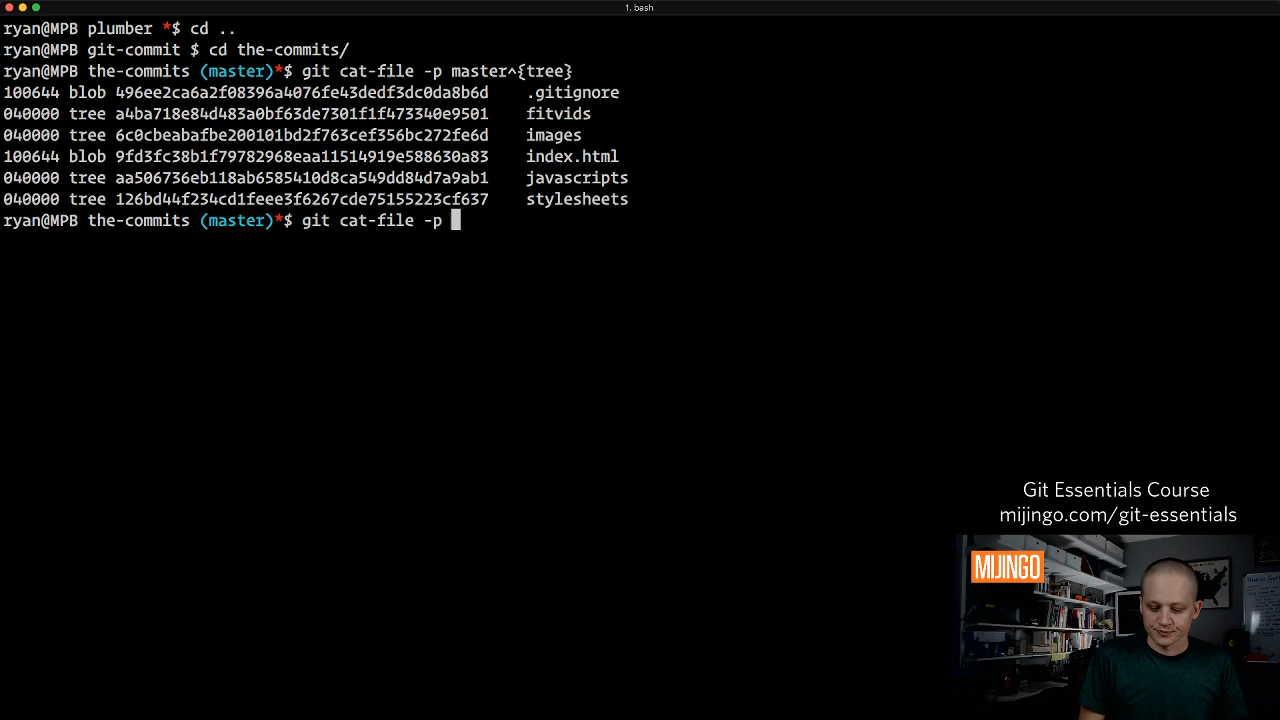 1. bash
ryan@MPB plumber *$ cd ..
ryan@MPB git-commit $ cd the-commits/
ryan@MPB the-commits (master)*$ git cat-file -p master^{tree}
100644 blob 496ee2ca6a2f08396a4076fe43dedf3dc0da8b6d    .gitignore
040000 tree a4ba718e84d483a0bf63de7301f1f473340e9501    fitvids
040000 tree 6c0cbeabafbe200101bd2f763cef356bc272fe6d    images
100644 blob 9fd3fc38b1f79782968eaa11514919e588630a83    index.html
040000 tree aa506736eb118ab6585410d8ca549dd84d7a9ab1    javascripts
040000 tree 126bd44f234cd1feee3f6267cde75155223cf637    stylesheets
ryan@MPB the-commits (master)*$ git cat-file -p
Git Essentials Course
mijingo.com/git-essentials
MIJINGO